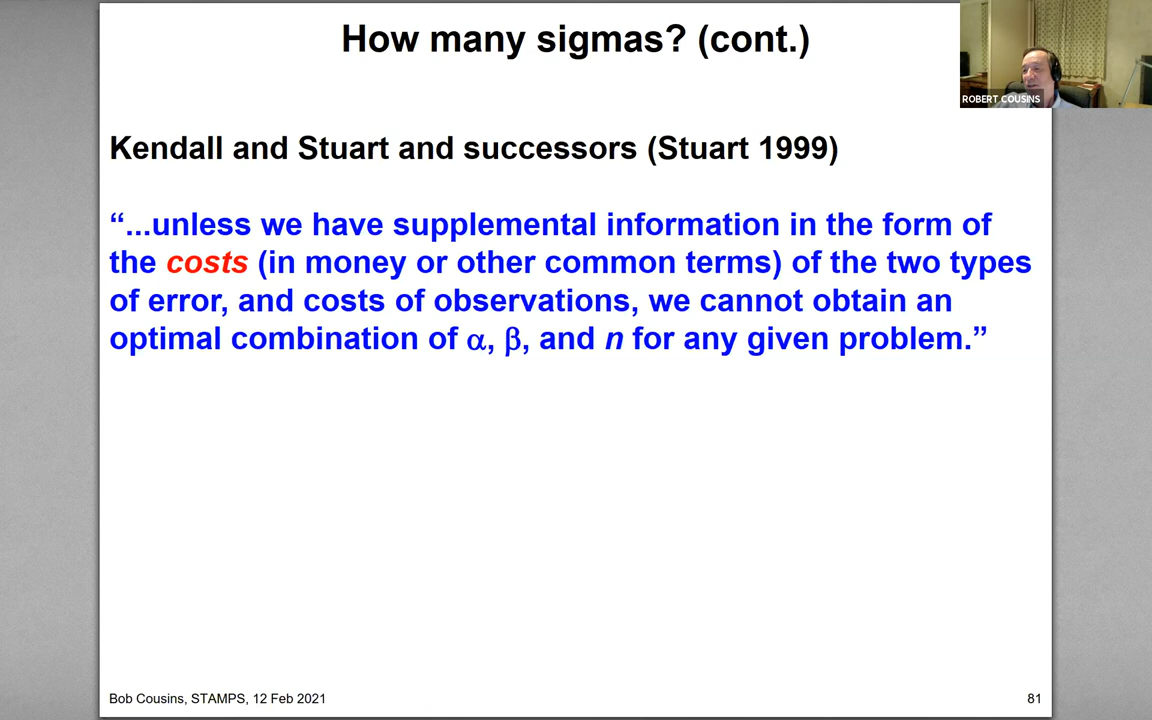 How many sigmas? (cont.)
ROBERT COUSINS
Kendall and Stuart and successors (Stuart 1999)
“...unless we have supplemental information in the form of
the costs (in money or other common terms) of the two types
of error, and costs of observations, we cannot obtain an
optimal combination of α, β, and n for any given problem.”
Bob Cousins, STAMPS, 12 Feb 2021
81